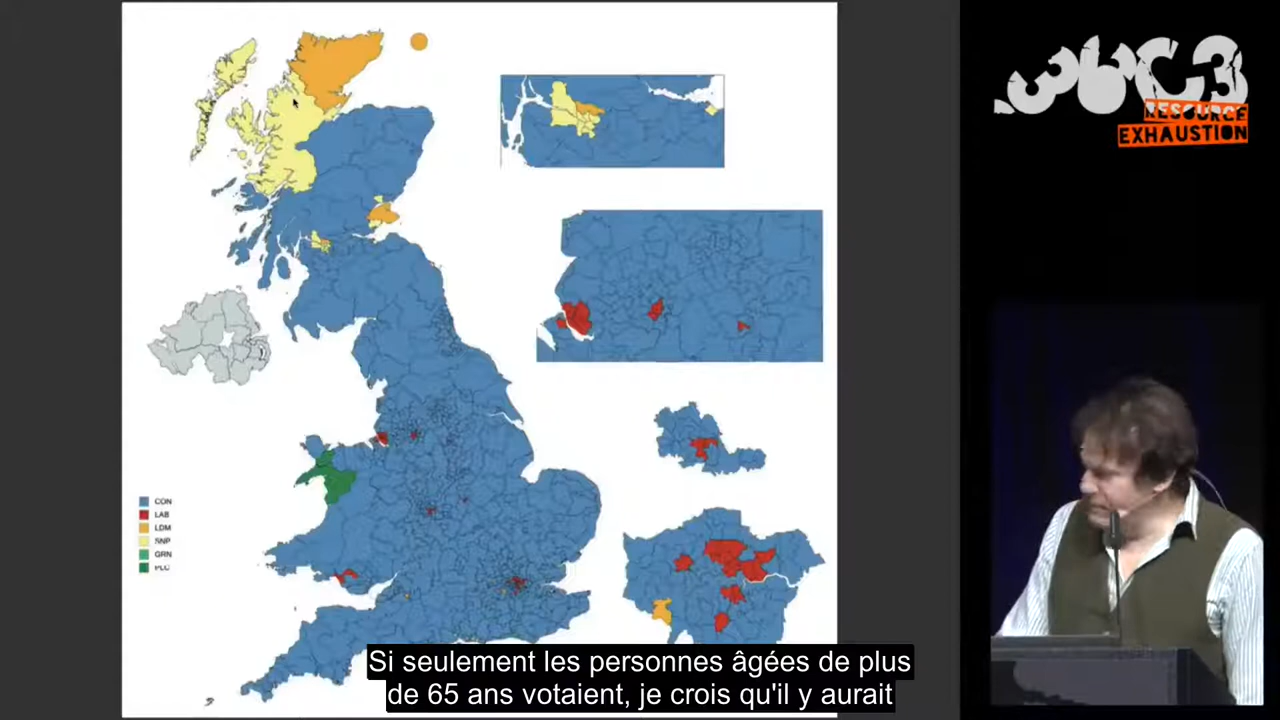 36C3
RESOURCE
EXHAUSTION
CON
LAB
LDM
SNP
GRN
PLC
Si seulement les personnes âgées de plus
de 65 ans votaient, je crois qu'il y aurait